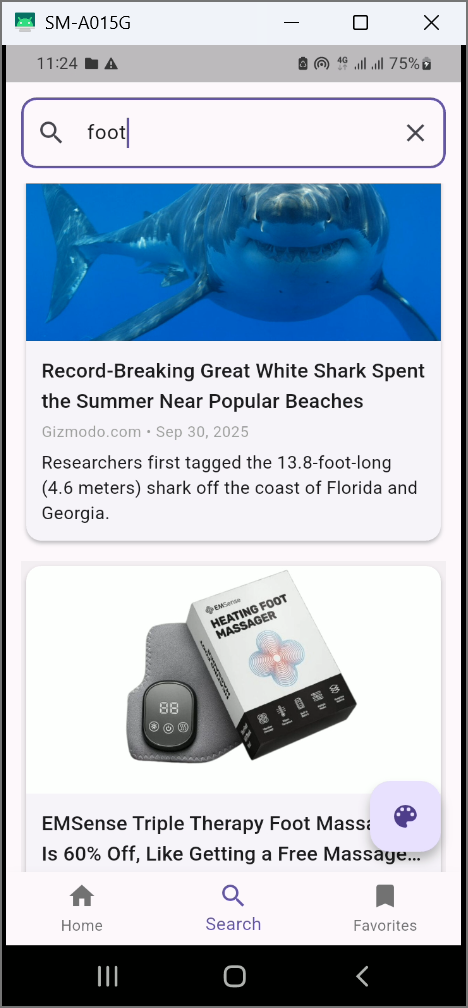 SM-A015G
11:24
4G
75%
foot
Record-Breaking Great White Shark Spent
the Summer Near Popular Beaches
Gizmodo.com • Sep 30, 2025
Researchers first tagged the 13.8-foot-long
(4.6 meters) shark off the coast of Florida and
Georgia.
EMSense
HEATING FOOT
MASSAGER
88
EMSense Triple Therapy Foot Massa
Is 60% Off, Like Getting a Free Massage…
Home
Search
Favorites